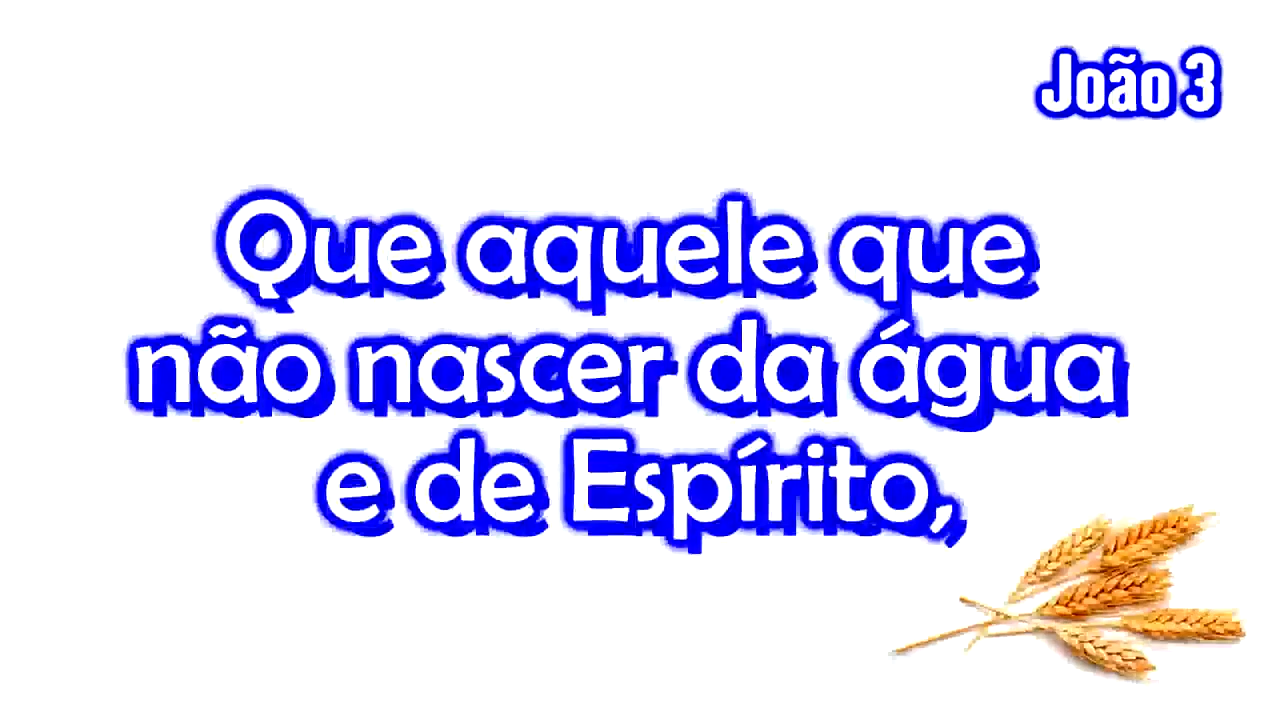 João 3
Que aquele que
não nascer da água
e de Espírito,